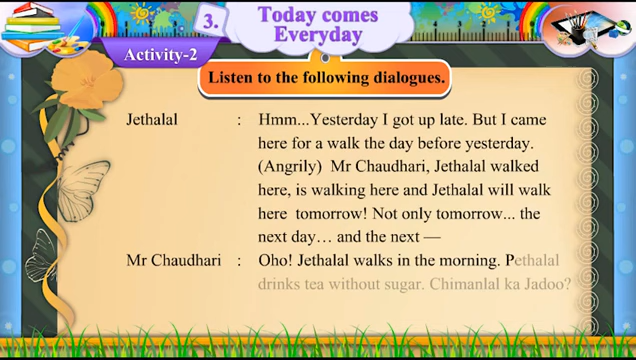 3.
Today comes
Everyday
Activity-2
Listen to the following dialogues.
Jethalal : Hmm...Yesterday I got up late. But I came
here for a walk the day before yesterday.
(Angrily) Mr Chaudhari, Jethalal walked
here, is walking here and Jethalal will walk
here tomorrow! Not only tomorrow... the
next day... and the next —
Mr Chaudhari : Oho! Jethalal walks in the morning. Pethalal
drinks tea without sugar. Chimanlal ka Jadoo?